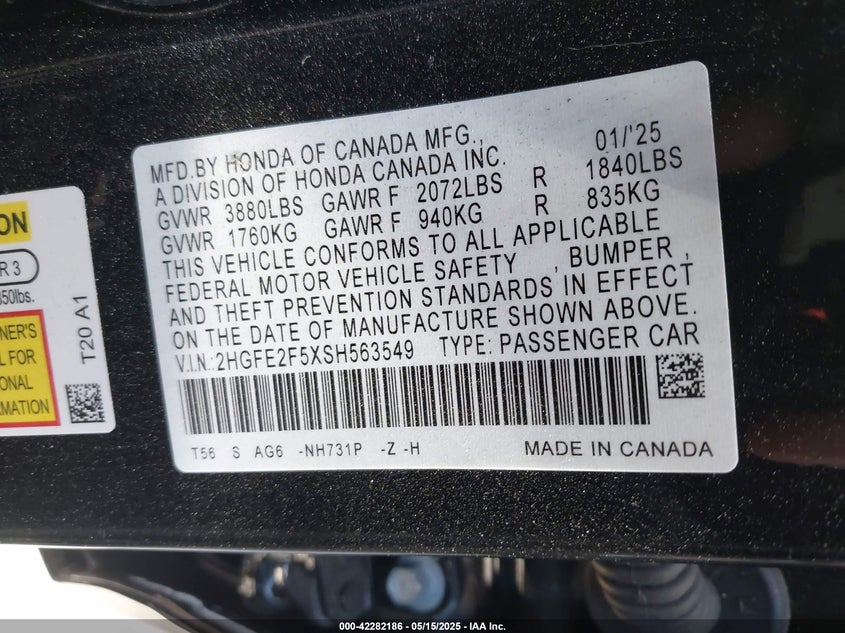 MFD.BY HONDA OF CANADA MFG., 01/'25
A DIVISION OF HONDA CANADA INC.
GVWR 3880LBS GAWR F 2072LBS R 1840LBS
GVWR 1760KG GAWR F 940KG R 835KG
THIS VEHICLE CONFORMS TO ALL APPLICABLE
FEDERAL MOTOR VEHICLE SAFETY , BUMPER ,
AND THEFT PREVENTION STANDARDS IN EFFECT
ON THE DATE OF MANUFACTURE SHOWN ABOVE.
V.I.N.:2HGFE2F5XSH563549 TYPE: PASSENGER CAR
T56 S AG6 -NH731P -Z -H MADE IN CANADA
ON
R 3
850lbs.
NER'S
L FOR
ONAL
RMATION
T20 A1
000-42282186 - 05/15/2025 - IAA Inc.